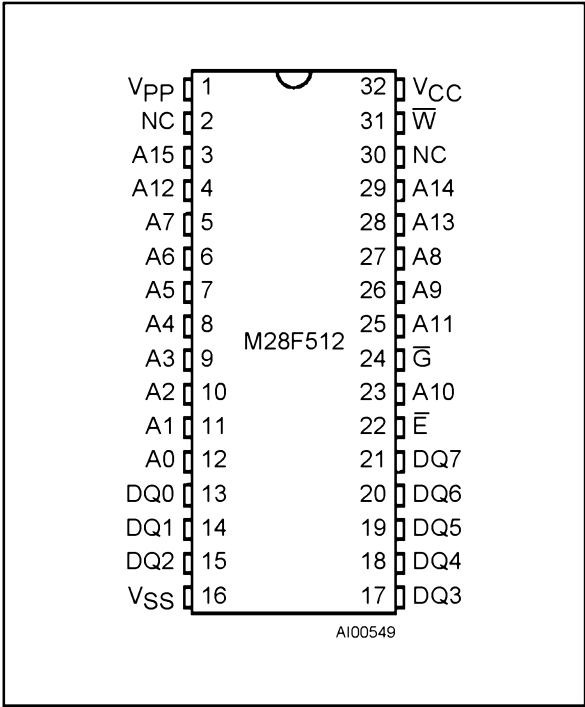 VPP 1 32 VCC
NC 2 31 W̅
A15 3 30 NC
A12 4 29 A14
A7 5 28 A13
A6 6 27 A8
A5 7 26 A9
A4 8 25 A11
M28F512
A3 9 24 G̅
A2 10 23 A10
A1 11 22 E̅
A0 12 21 DQ7
DQ0 13 20 DQ6
DQ1 14 19 DQ5
DQ2 15 18 DQ4
VSS 16 17 DQ3
AI00549